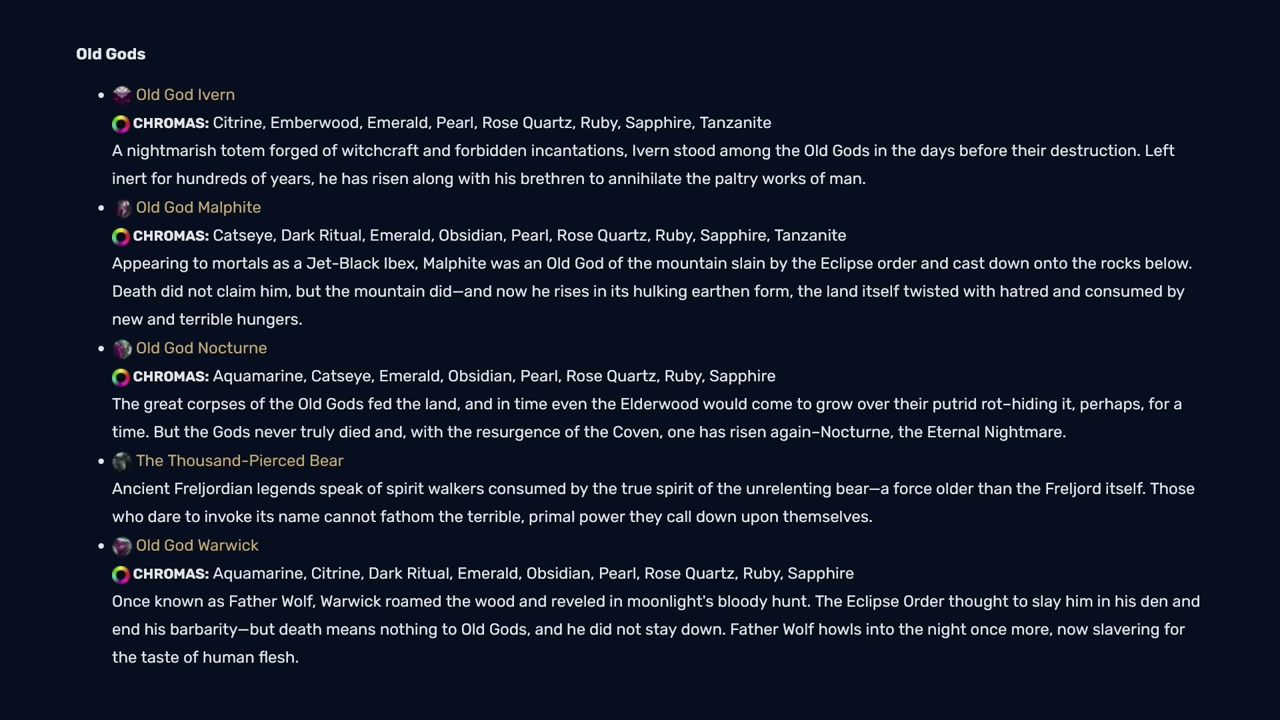 Old Gods
Old God Ivern
CHROMAS: Citrine, Emberwood, Emerald, Pearl, Rose Quartz, Ruby, Sapphire, Tanzanite
A nightmarish totem forged of witchcraft and forbidden incantations, Ivern stood among the Old Gods in the days before their destruction. Left
inert for hundreds of years, he has risen along with his brethren to annihilate the paltry works of man.
Old God Malphite
CHROMAS: Catseye, Dark Ritual, Emerald, Obsidian, Pearl, Rose Quartz, Ruby, Sapphire, Tanzanite
Appearing to mortals as a Jet-Black Ibex, Malphite was an Old God of the mountain slain by the Eclipse order and cast down onto the rocks below.
Death did not claim him, but the mountain did—and now he rises in its hulking earthen form, the land itself twisted with hatred and consumed by
new and terrible hungers.
Old God Nocturne
CHROMAS: Aquamarine, Catseye, Emerald, Obsidian, Pearl, Rose Quartz, Ruby, Sapphire
The great corpses of the Old Gods fed the land, and in time even the Elderwood would come to grow over their putrid rot–hiding it, perhaps, for a
time. But the Gods never truly died and, with the resurgence of the Coven, one has risen again–Nocturne, the Eternal Nightmare.
The Thousand-Pierced Bear
Ancient Freljordian legends speak of spirit walkers consumed by the true spirit of the unrelenting bear—a force older than the Freljord itself. Those
who dare to invoke its name cannot fathom the terrible, primal power they call down upon themselves.
Old God Warwick
CHROMAS: Aquamarine, Citrine, Dark Ritual, Emerald, Obsidian, Pearl, Rose Quartz, Ruby, Sapphire
Once known as Father Wolf, Warwick roamed the wood and reveled in moonlight's bloody hunt. The Eclipse Order thought to slay him in his den and
end his barbarity—but death means nothing to Old Gods, and he did not stay down. Father Wolf howls into the night once more, now slavering for
the taste of human flesh.